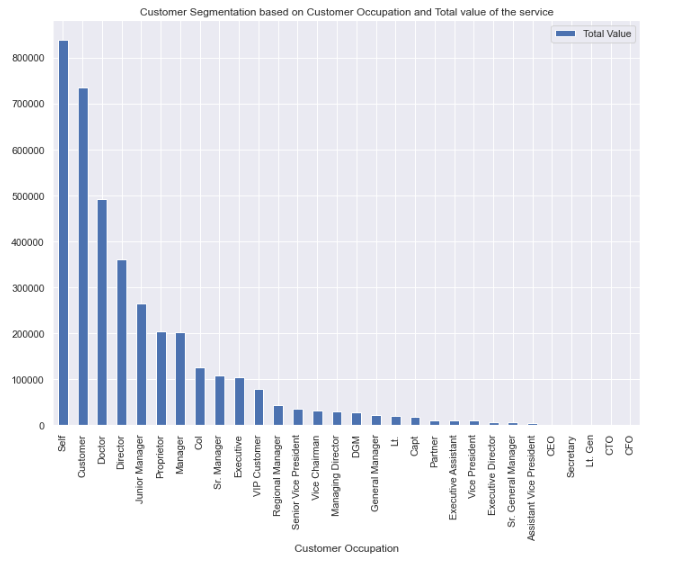 Customer Segmentation based on Customer Occupation and Total value of the service
Total Value
800000
700000
600000
500000
400000
300000
200000
100000
0
Self
Customer
Doctor
Director
Junior Manager
Proprietor
Manager
Col
Sr. Manager
Executive
VIP Customer
Regional Manager
Senior Vice President
Vice Chairman
Managing Director
DGM
General Manager
Lt.
Capt
Partner
Executive Assistant
Vice President
Executive Director
Sr. General Manager
Assistant Vice President
CEO
Secretary
Lt. Gen
CTO
CFO
Customer Occupation